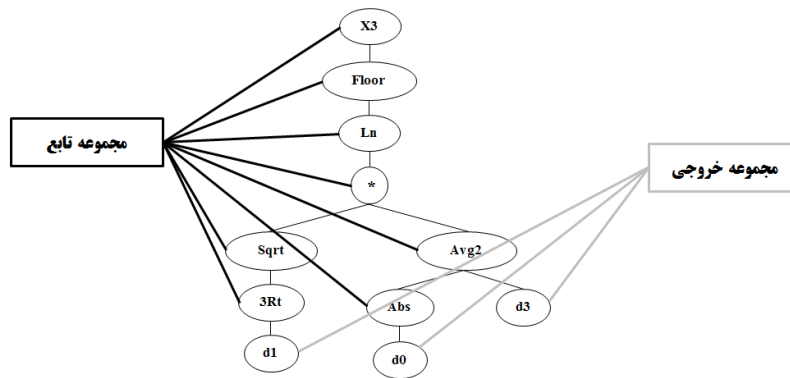 X3
Floor
Ln
مجموعه تابع
مجموعه خروجی
*
Sqrt
Avg2
3Rt
Abs
d3
d1
d0